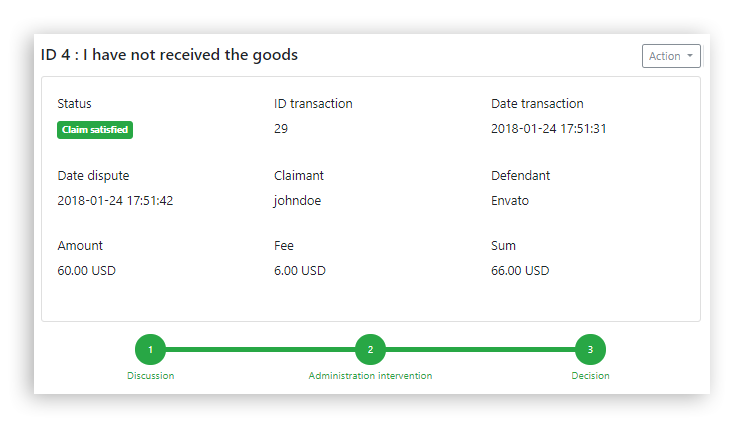 ID 4 : I have not received the goods
Action
Status
ID transaction
Date transaction
Claim satisfied
29
2018-01-24 17:51:31
Date dispute
Claimant
Defendant
2018-01-24 17:51:42
johndoe
Envato
Amount
Fee
Sum
60.00 USD
6.00 USD
66.00 USD
1
2
3
Discussion
Administration intervention
Decision